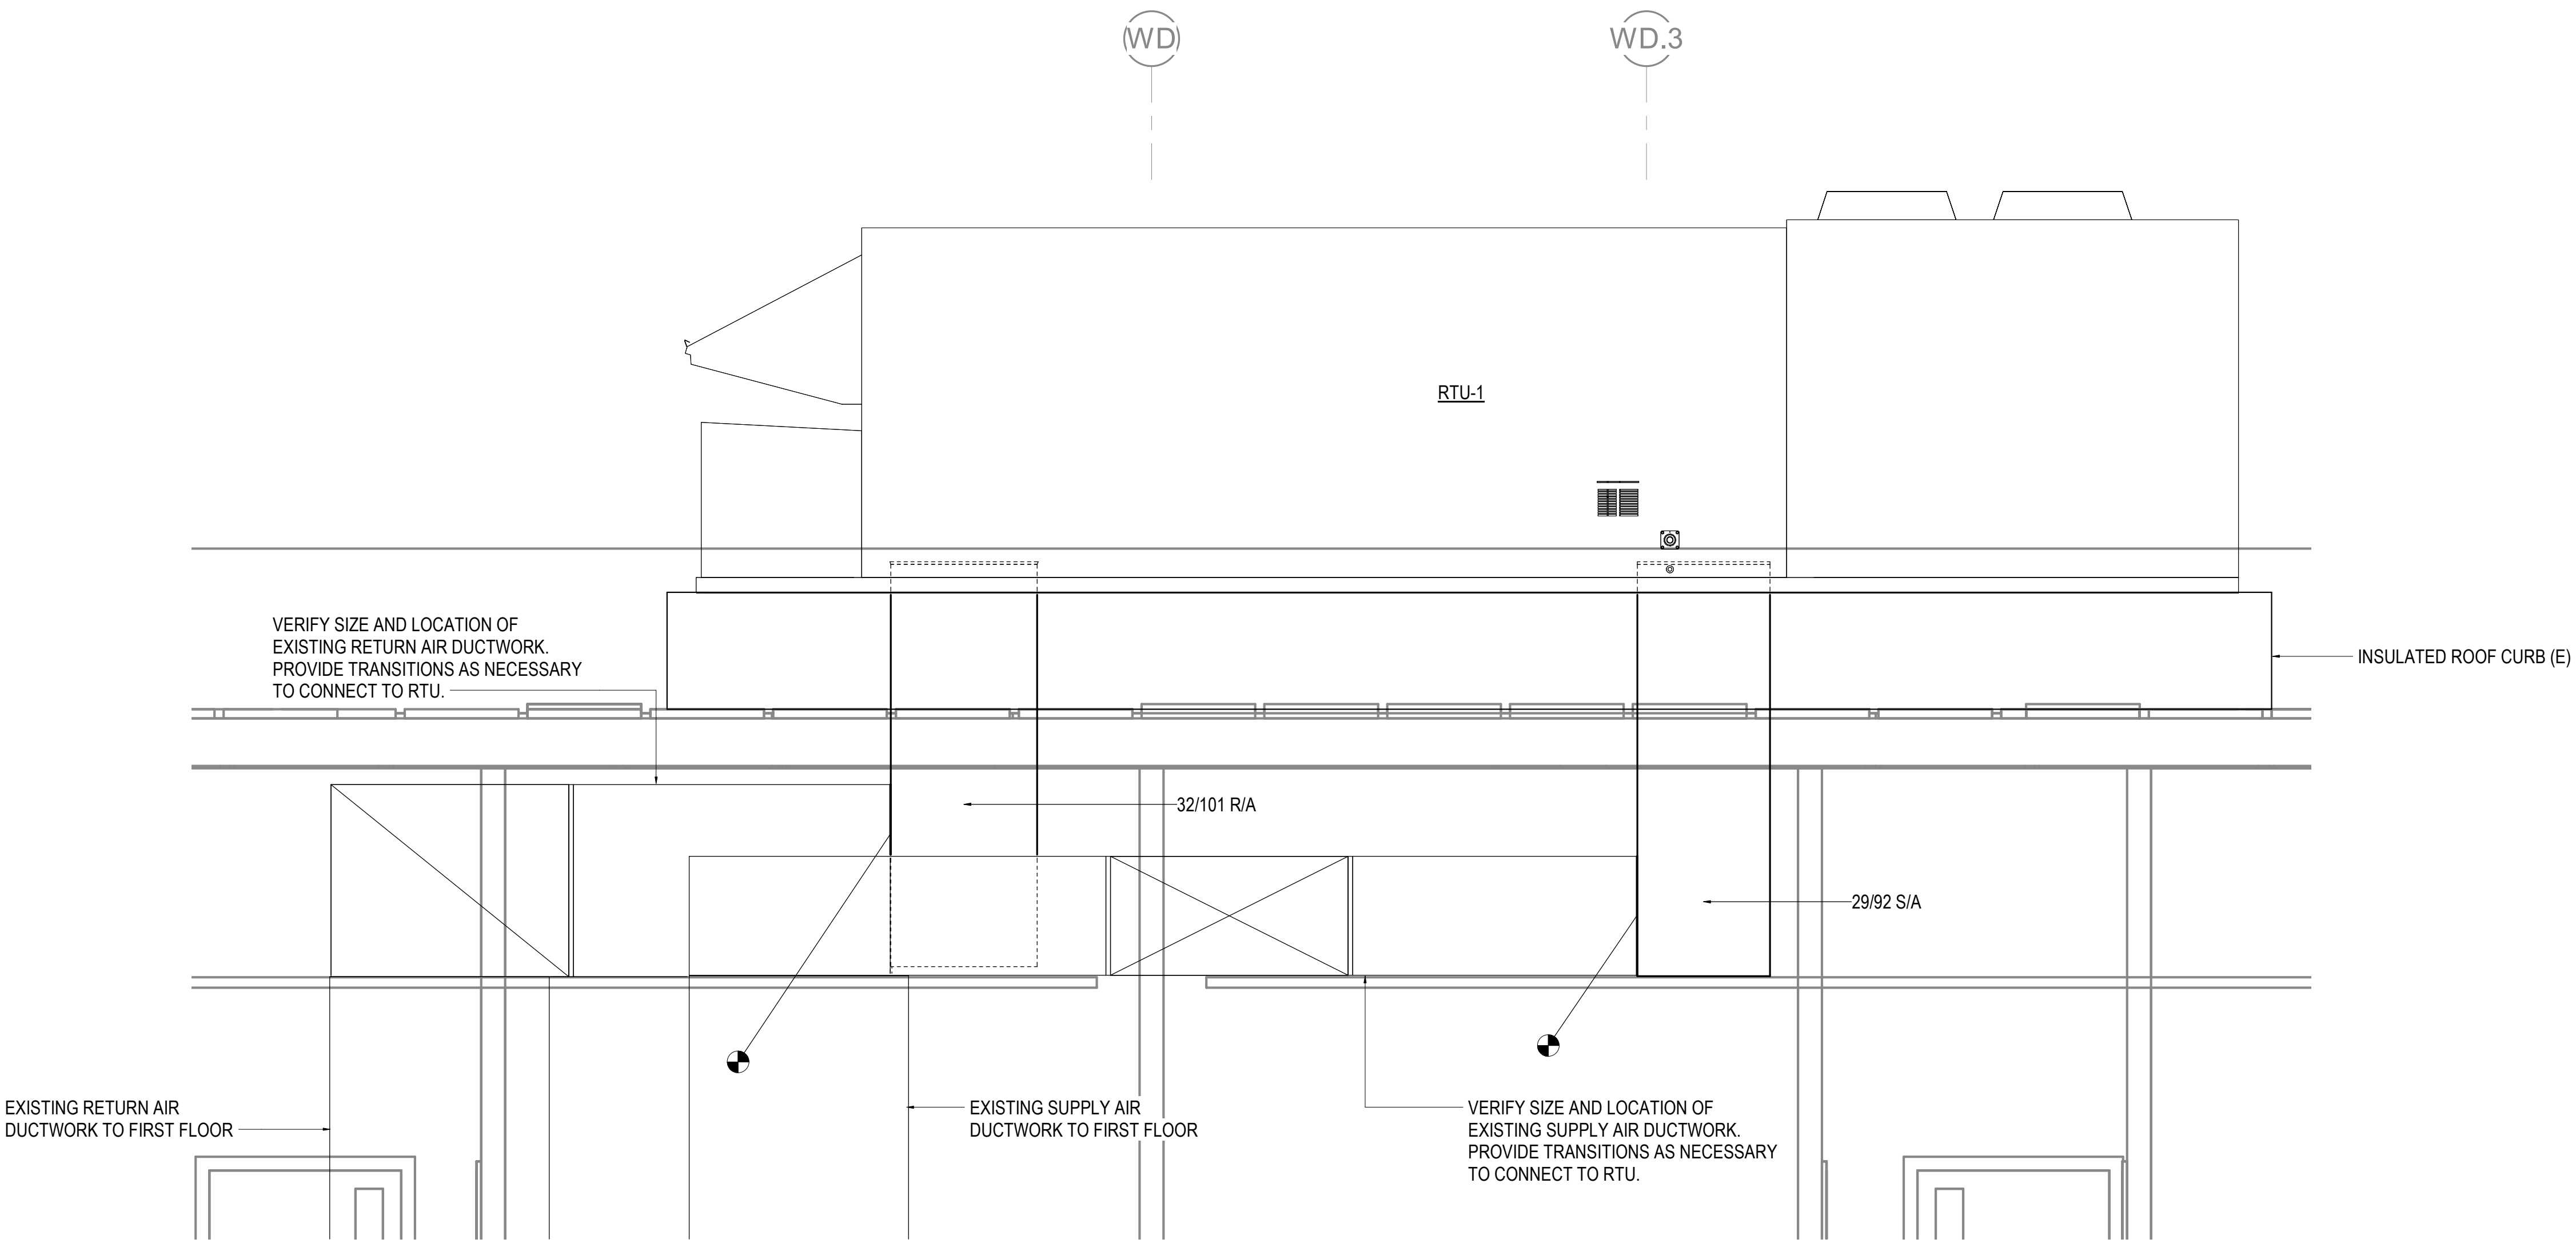 WD
WD.3
RTU-1
VERIFY SIZE AND LOCATION OF
EXISTING RETURN AIR DUCTWORK.
PROVIDE TRANSITIONS AS NECESSARY
TO CONNECT TO RTU.
INSULATED ROOF CURB (E)
32/101 R/A
29/92 S/A
EXISTING RETURN AIR
DUCTWORK TO FIRST FLOOR
EXISTING SUPPLY AIR
DUCTWORK TO FIRST FLOOR
VERIFY SIZE AND LOCATION OF
EXISTING SUPPLY AIR DUCTWORK.
PROVIDE TRANSITIONS AS NECESSARY
TO CONNECT TO RTU.